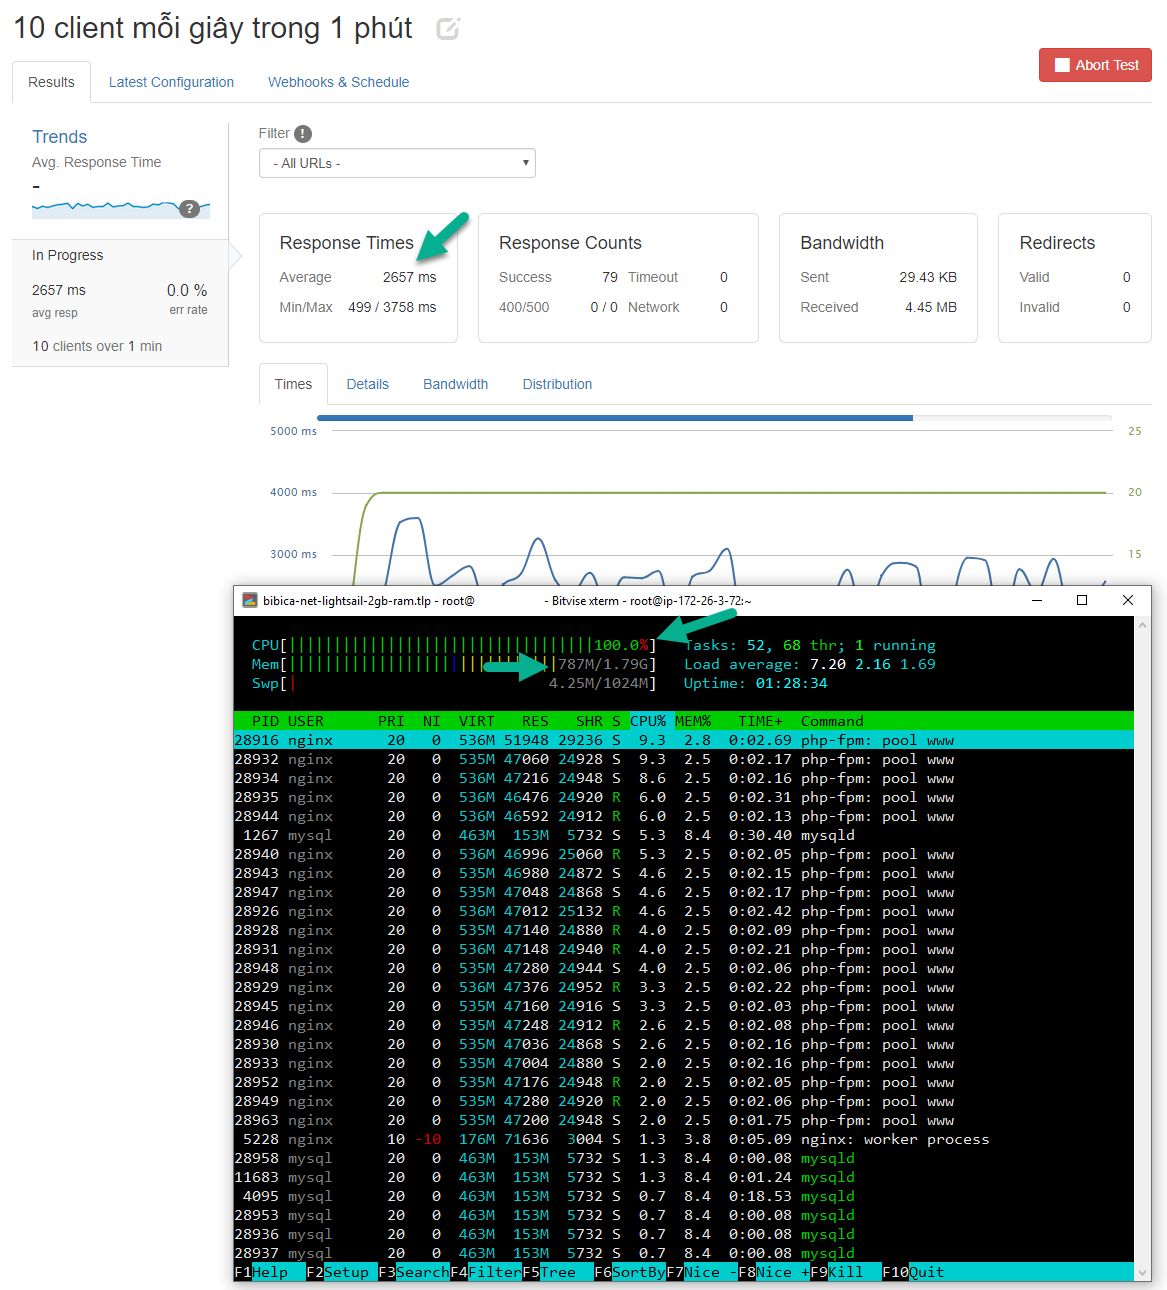 10 client mỗi giây trong 1 phút
Abort Test
Results Latest Configuration Webhooks & Schedule
Trends
Avg. Response Time
-
?
In Progress
2657 ms 0.0 %
avg resp err rate
10 clients over 1 min
Filter !
- All URLs -
Response Times
Average 2657 ms
Min/Max 499 / 3758 ms
Response Counts
Success 79 Timeout 0
400/500 0 / 0 Network 0
Bandwidth
Sent 29.43 KB
Received 4.45 MB
Redirects
Valid 0
Invalid 0
Times Details Bandwidth Distribution
5000 ms 25
4000 ms 20
3000 ms 15
bibica-net-lightsail-2gb-ram.tlp - root@ - Bitvise xterm - root@ip-172-26-3-72:~
CPU[100.0%] Tasks: 52, 68 thr; 1 running
Mem[787M/1.79G] Load average: 7.20 2.16 1.69
Swp[4.25M/1024M] Uptime: 01:28:34
PID USER PRI NI VIRT RES SHR S CPU% MEM% TIME+ Command
28916 nginx 20 0 536M 51948 29236 S 9.3 2.8 0:02.69 php-fpm: pool www
28932 nginx 20 0 535M 47060 24928 S 9.3 2.5 0:02.17 php-fpm: pool www
28934 nginx 20 0 536M 47216 24948 S 8.6 2.5 0:02.16 php-fpm: pool www
28935 nginx 20 0 536M 46476 24920 R 6.0 2.5 0:02.31 php-fpm: pool www
28944 nginx 20 0 536M 46592 24912 R 6.0 2.5 0:02.13 php-fpm: pool www
1267 mysql 20 0 463M 153M 5732 S 5.3 8.4 0:30.40 mysqld
28940 nginx 20 0 536M 46996 25060 R 5.3 2.5 0:02.05 php-fpm: pool www
28943 nginx 20 0 535M 46980 24872 S 4.6 2.5 0:02.15 php-fpm: pool www
28947 nginx 20 0 535M 47048 24868 S 4.6 2.5 0:02.17 php-fpm: pool www
28926 nginx 20 0 536M 47012 25132 R 4.6 2.5 0:02.42 php-fpm: pool www
28928 nginx 20 0 535M 47140 24880 R 4.0 2.5 0:02.09 php-fpm: pool www
28931 nginx 20 0 536M 47148 24940 R 4.0 2.5 0:02.21 php-fpm: pool www
28948 nginx 20 0 535M 47280 24944 S 4.0 2.5 0:02.06 php-fpm: pool www
28929 nginx 20 0 536M 47376 24952 R 3.3 2.5 0:02.22 php-fpm: pool www
28945 nginx 20 0 535M 47160 24916 S 3.3 2.5 0:02.03 php-fpm: pool www
28946 nginx 20 0 535M 47248 24912 R 2.6 2.5 0:02.08 php-fpm: pool www
28930 nginx 20 0 535M 47036 24868 S 2.6 2.5 0:02.16 php-fpm: pool www
28933 nginx 20 0 535M 47004 24880 S 2.0 2.5 0:02.16 php-fpm: pool www
28952 nginx 20 0 535M 47176 24948 R 2.0 2.5 0:02.05 php-fpm: pool www
28949 nginx 20 0 535M 47280 24920 R 2.0 2.5 0:02.06 php-fpm: pool www
28963 nginx 20 0 535M 47200 24948 S 2.0 2.5 0:01.75 php-fpm: pool www
5228 nginx 10 -10 176M 71636 3004 S 1.3 3.8 0:05.09 nginx: worker process
28958 mysql 20 0 463M 153M 5732 S 1.3 8.4 0:00.08 mysqld
11683 mysql 20 0 463M 153M 5732 S 1.3 8.4 0:01.24 mysqld
4095 mysql 20 0 463M 153M 5732 S 0.7 8.4 0:18.53 mysqld
28953 mysql 20 0 463M 153M 5732 S 0.7 8.4 0:00.08 mysqld
28936 mysql 20 0 463M 153M 5732 S 0.7 8.4 0:00.08 mysqld
28937 mysql 20 0 463M 153M 5732 S 0.7 8.4 0:00.08 mysqld
F1Help F2Setup F3SearchF4FilterF5Tree F6SortByF7Nice -F8Nice +F9Kill F10Quit